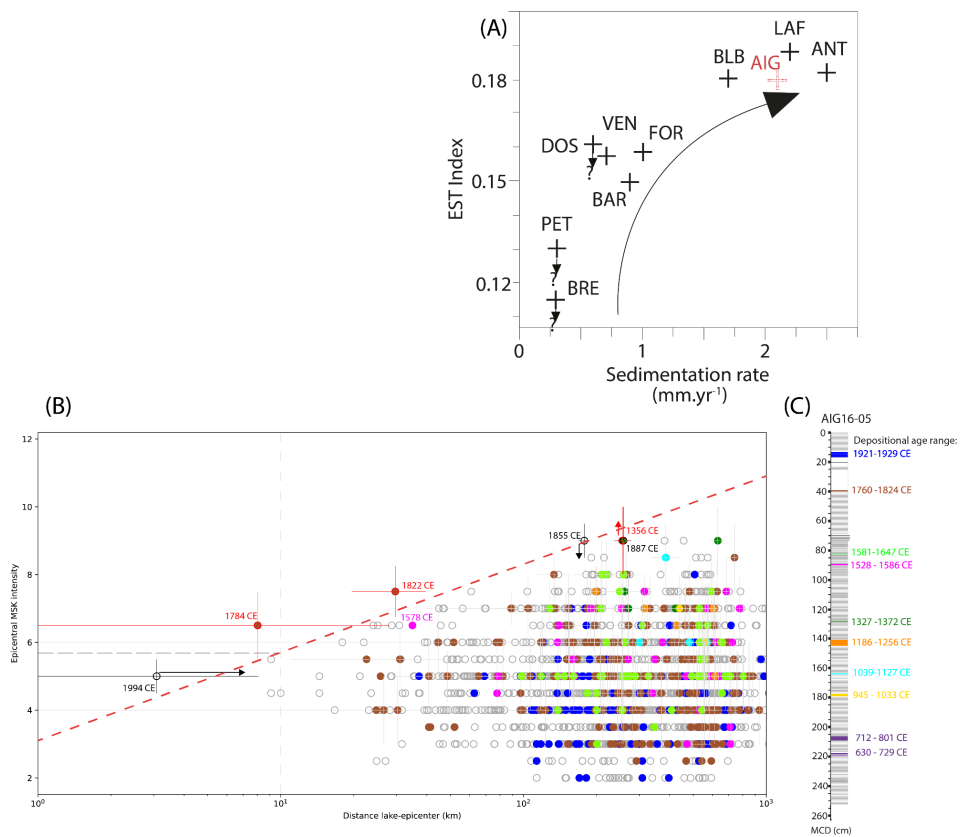 (A)
LAF
ANT
BLB
AIG
0.18
VEN
FOR
DOS
?
0.15
BAR
PET
?
BRE
0.12
?
EST Index
0
1
2
Sedimentation rate
(mm.yr-1)
(B)
12
10
8
6
4
2
Epicentral MSK intensity
1855 CE
1356 CE
1887 CE
1822 CE
1578 CE
1784 CE
1994 CE
10⁰
10¹
10²
10³
Distance lake-epicenter (km)
(C)
AIG16-05
Depositional age range:
0
1921-1929 CE
20
40
1760 -1824 CE
60
80
1581-1647 CE
1528 - 1586 CE
100
120
1327-1372 CE
140
1186-1256 CE
160
1039-1127 CE
180
945 - 1033 CE
200
712 – 801 CE
220
630 - 729 CE
240
260
MCD (cm)